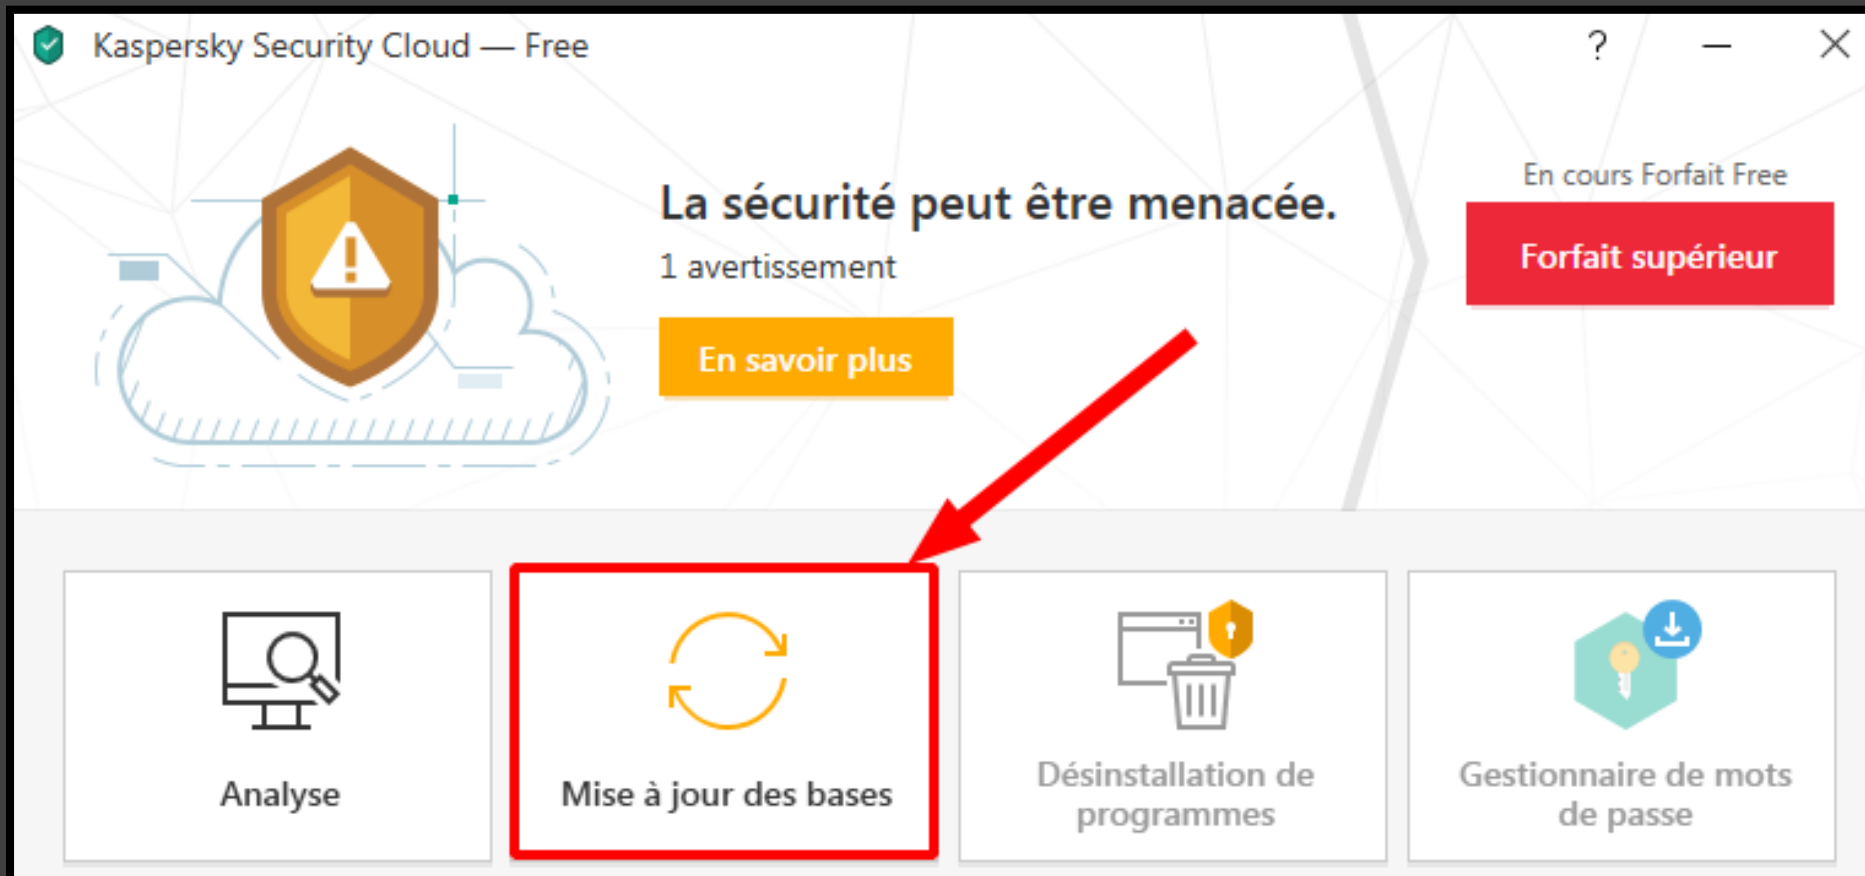 Kaspersky Security Cloud — Free
?
En cours Forfait Free
La sécurité peut être menacée.
Forfait supérieur
1 avertissement
En savoir plus
Analyse
Mise à jour des bases
Désinstallation de
programmes
Gestionnaire de mots
de passe